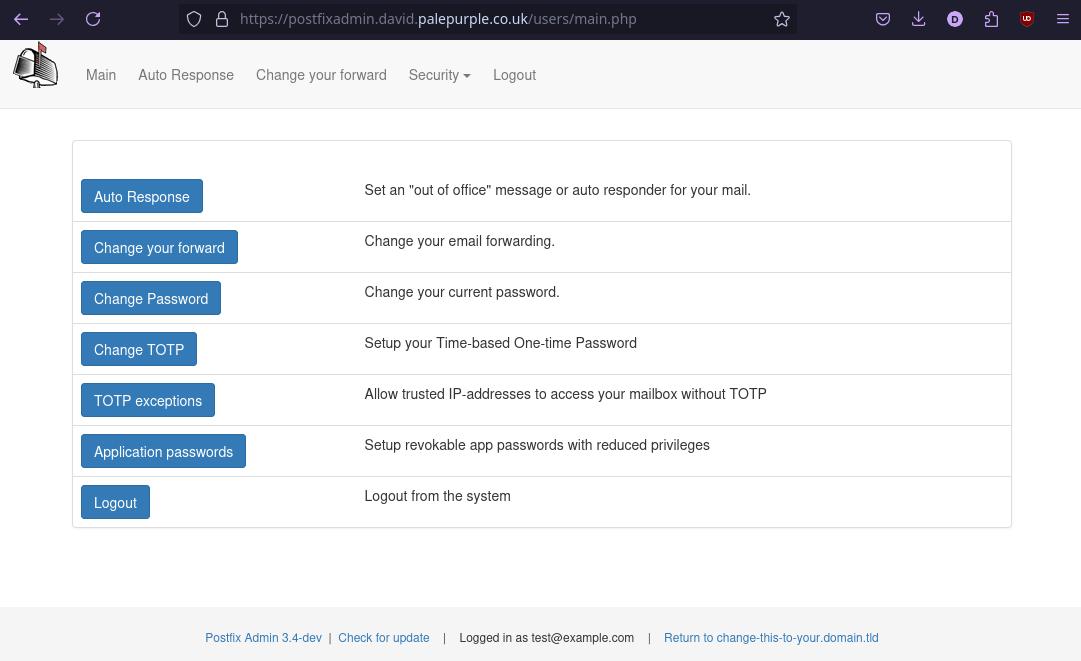 https://postfixadmin.david.palepurple.co.uk/users/main.php
D
UD
Main Auto Response Change your forward Security Logout
Auto Response Set an "out of office" message or auto responder for your mail.
Change your forward Change your email forwarding.
Change Password Change your current password.
Change TOTP Setup your Time-based One-time Password
TOTP exceptions Allow trusted IP-addresses to access your mailbox without TOTP
Application passwords Setup revokable app passwords with reduced privileges
Logout Logout from the system
Postfix Admin 3.4-dev | Check for update | Logged in as test@example.com | Return to change-this-to-your.domain.tld